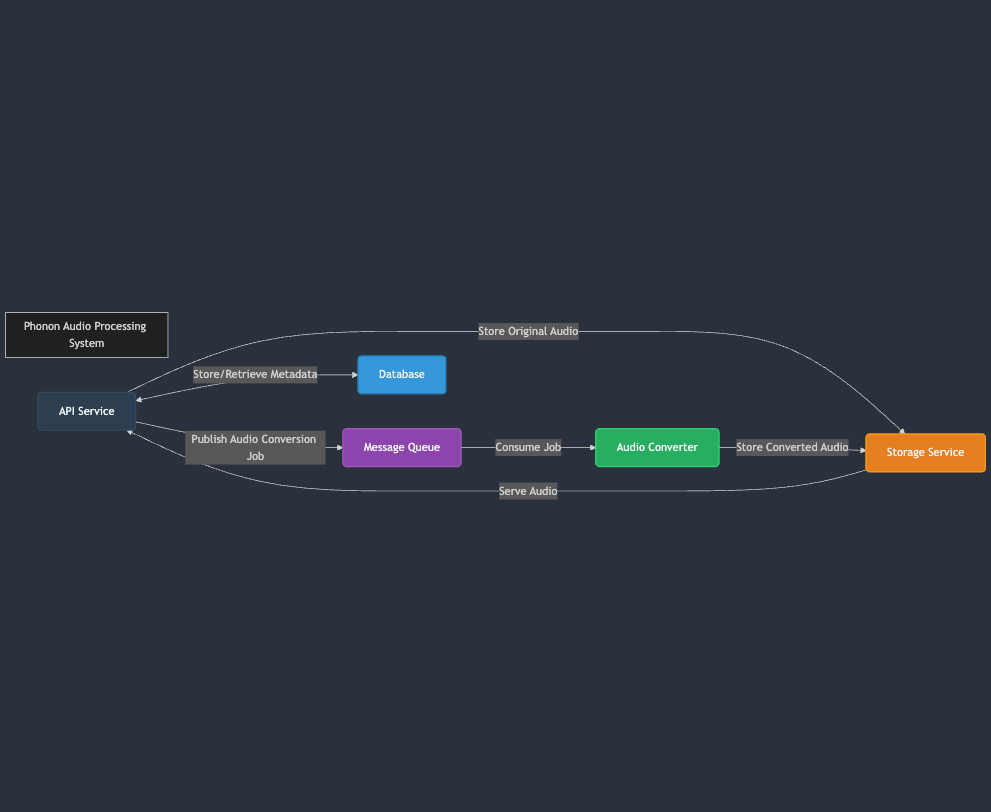 Phonon Audio Processing
System
Store Original Audio
Store/Retrieve Metadata
Database
API Service
Publish Audio Conversion
Job
Message Queue
Consume Job
Audio Converter
Store Converted Audio
Storage Service
Serve Audio